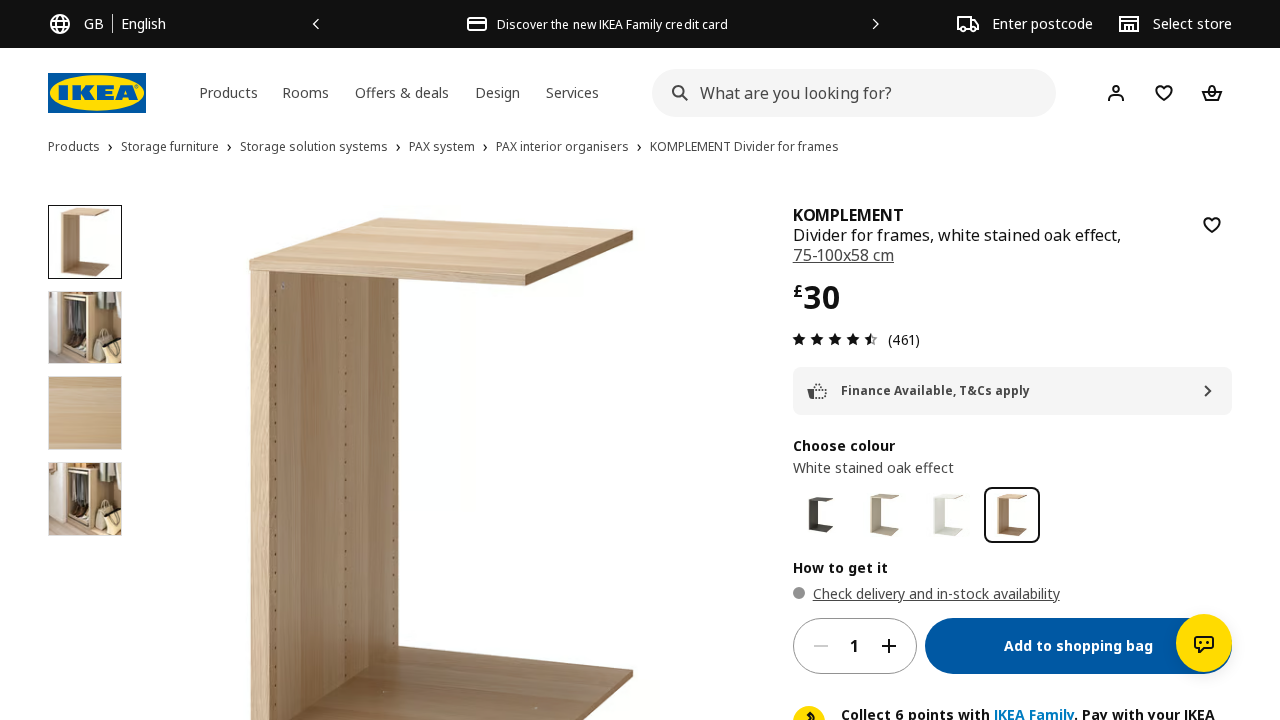 GB | English
Discover the new IKEA Family credit card
Enter postcode
Select store
IKEA
Products
Rooms
Offers & deals
Design
Services
What are you looking for?
Products › Storage furniture › Storage solution systems › PAX system › PAX interior organisers › KOMPLEMENT Divider for frames
KOMPLEMENT
Divider for frames, white stained oak effect,
75-100x58 cm
£30
(461)
Finance Available, T&Cs apply
Choose colour
White stained oak effect
How to get it
Check delivery and in-stock availability
1
Add to shopping bag
Collect 6 points with IKEA Family. Pay with your IKEA